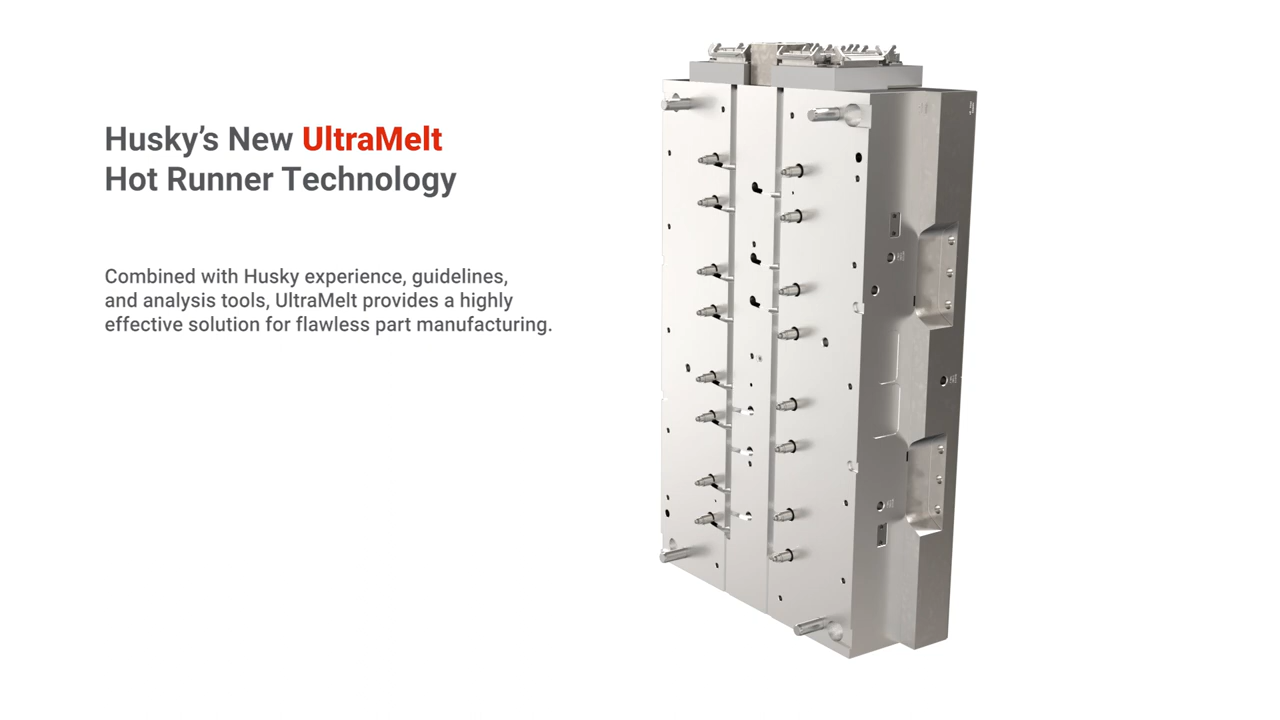 Husky’s New UltraMelt
Hot Runner Technology
Combined with Husky experience, guidelines,
and analysis tools, UltraMelt provides a highly
effective solution for flawless part manufacturing.